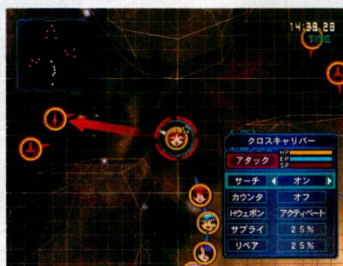 14:39.28
TIME
クロスキャリバー
アタック
HP
EP
SP
サーチ オン
カウンタ オフ
Hウェポン アクティベート
サプライ 25%
リペア 25%